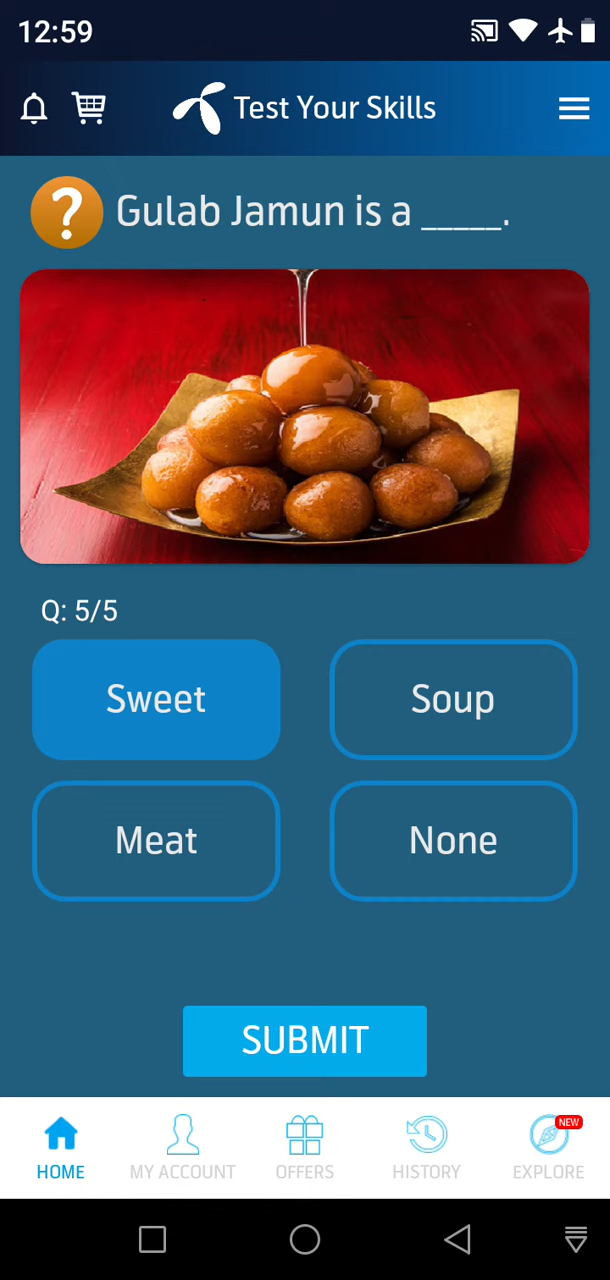 12:59
Test Your Skills
? Gulab Jamun is a _____.
Q: 5/5
Sweet
Soup
Meat
None
SUBMIT
NEW
HOME
MY ACCOUNT
OFFERS
HISTORY
EXPLORE